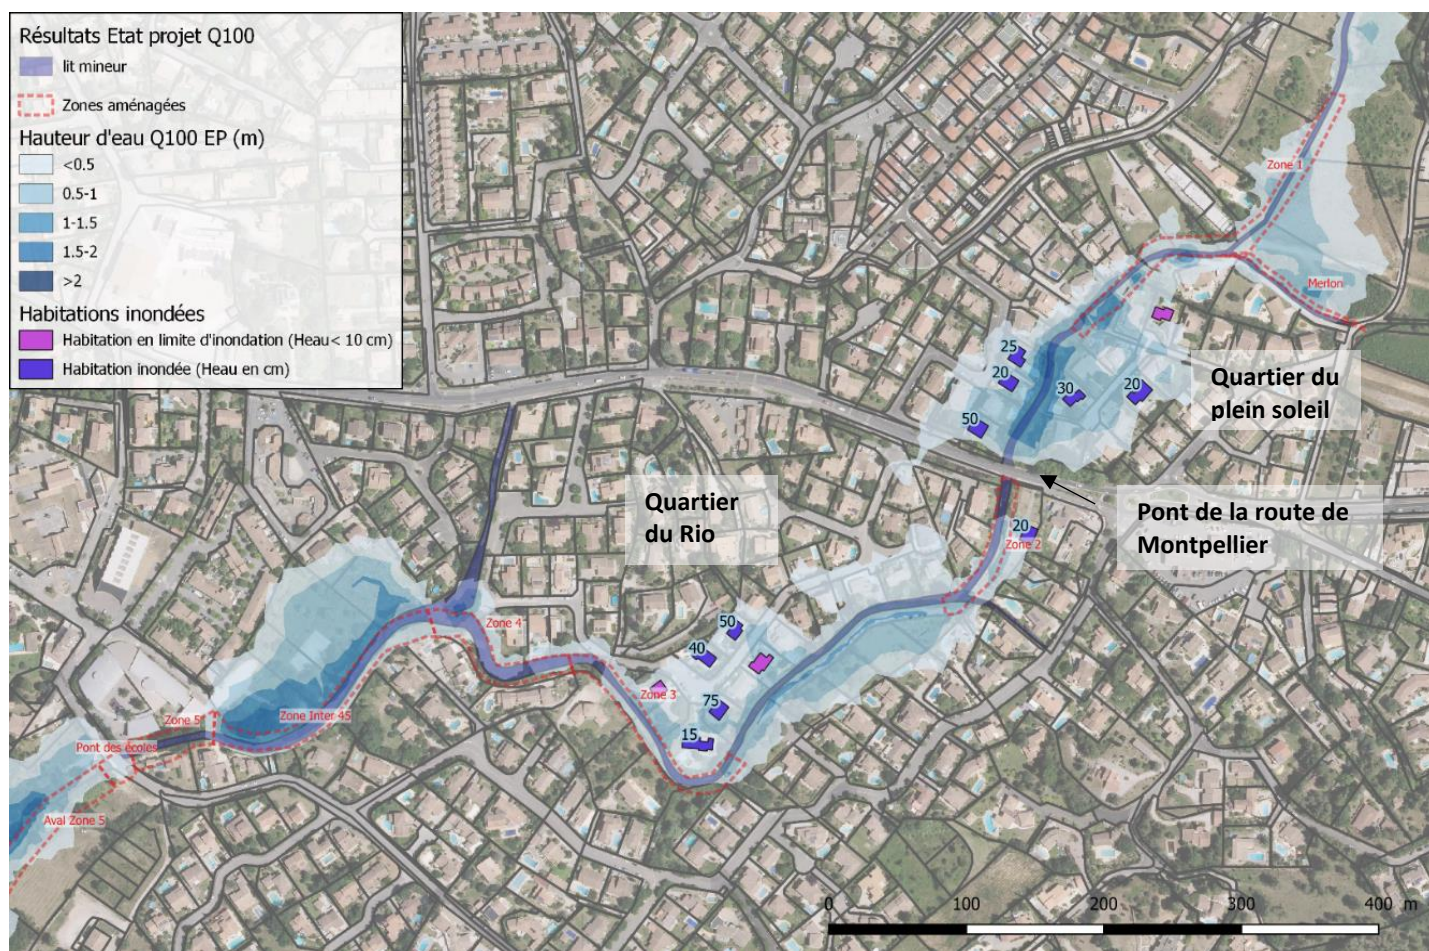 Résultats Etat projet Q100
lit mineur
Zones aménagées
Hauteur d'eau Q100 EP (m)
<0.5
0.5-1
1-1.5
1.5-2
>2
Habitations inondées
Habitation en limite d'inondation (Heau< 10 cm)
Habitation inondée (Heau en cm)
Zone 1
Merlon
25
20
30
20
50
Quartier du
plein soleil
Quartier
du Rio
Pont de la route de
Montpellier
20
Zone 2
Zone 4
50
40
Zone 3
75
15
Zone Inter 45
Zone 5
Pont des écoles
Aval Zone 5
0 100 200 300 400 m